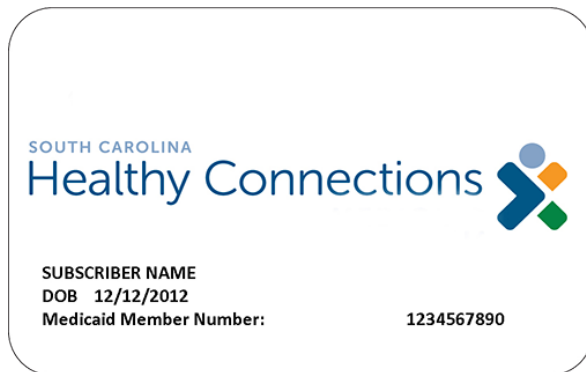 SOUTH CAROLINA
Healthy Connections
SUBSCRIBER NAME
DOB 12/12/2012
Medicaid Member Number: 1234567890